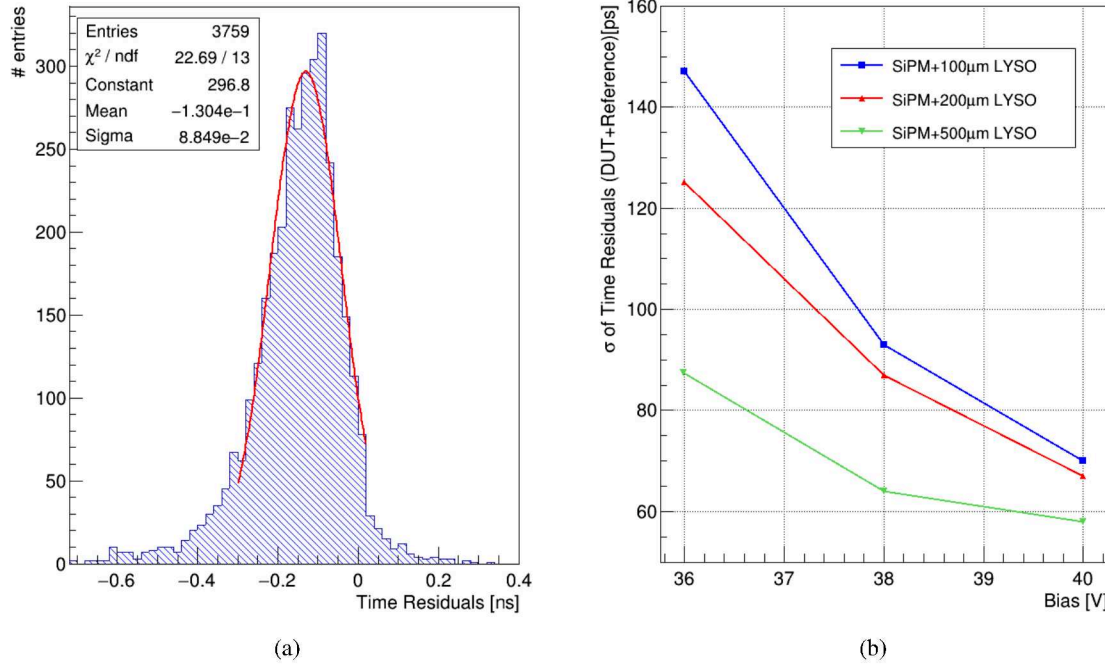 # entries
Entries 3759
χ² / ndf 22.69 / 13
Constant 296.8
Mean −1.304e−1
Sigma 8.849e−2
300
250
200
150
100
50
0
−0.6 −0.4 −0.2 0 0.2 0.4
Time Residuals [ns]
(a)
σ of Time Residuals (DUT+Reference)[ps]
160
140
120
100
80
60
SiPM+100μm LYSO
SiPM+200μm LYSO
SiPM+500μm LYSO
36 37 38 39 40
Bias [V]
(b)